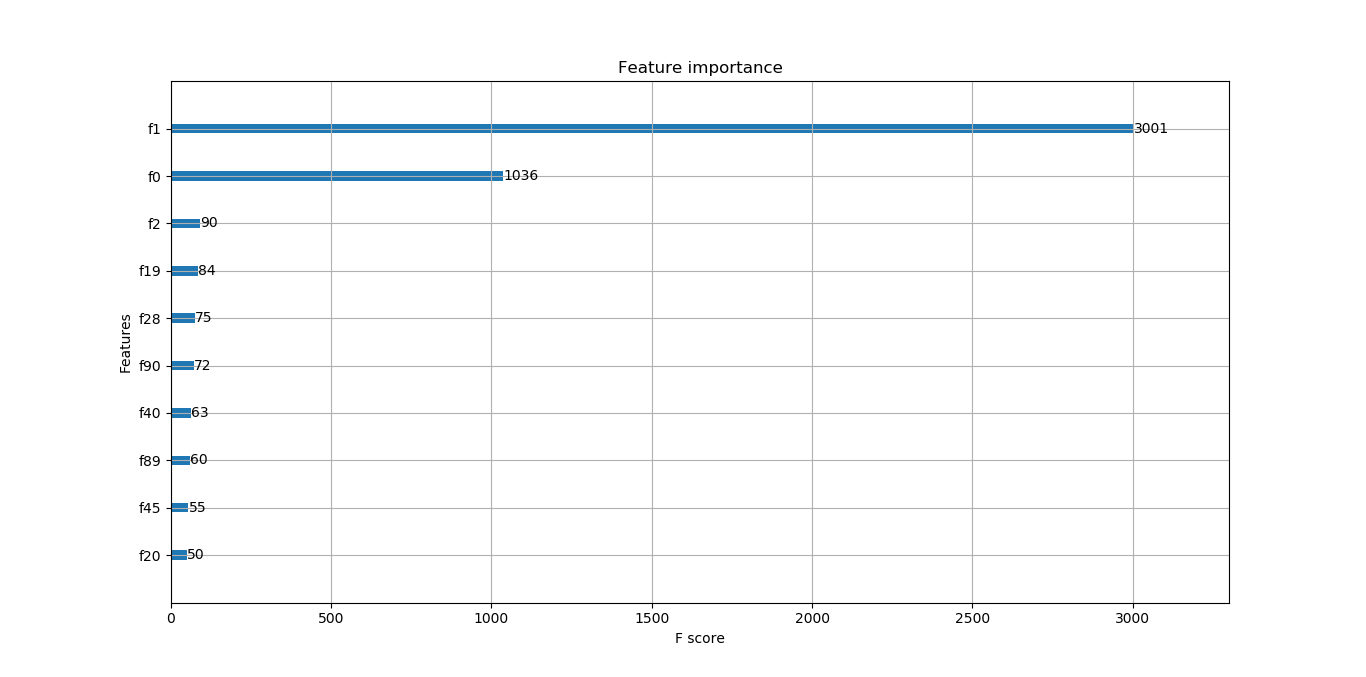 Feature importance
f1 3001
f0 1036
f2 90
f19 84
f28 75
f90 72
f40 63
f89 60
f45 55
f20 50
Features
0 500 1000 1500 2000 2500 3000
F score